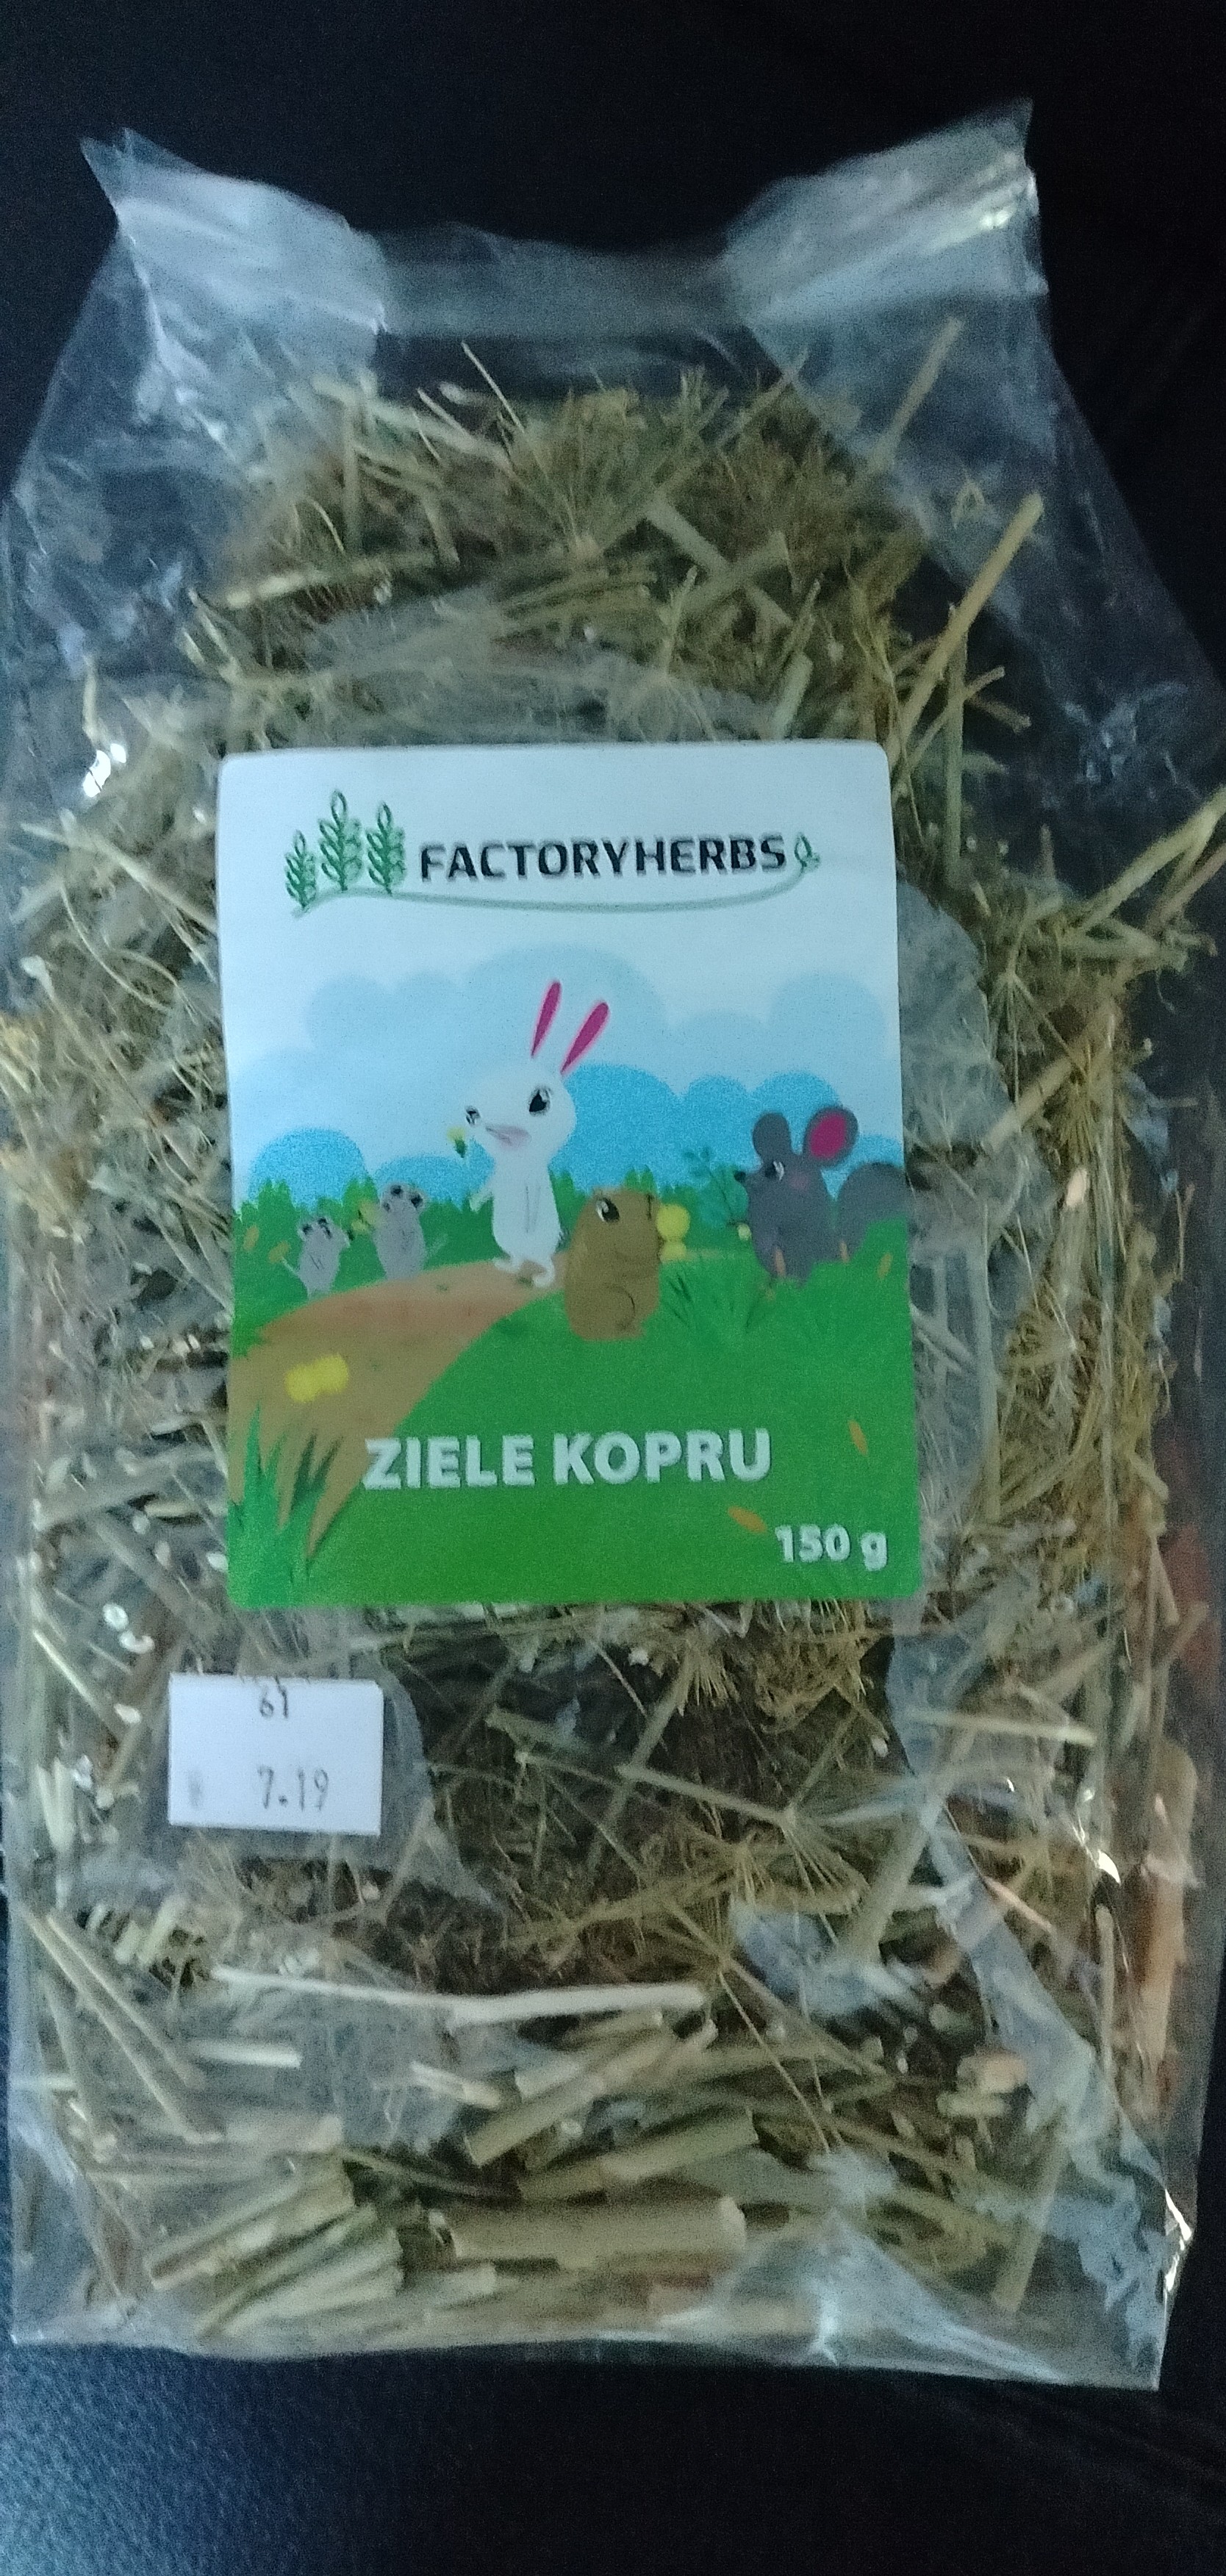 FACTORYHERBS
ZIELE KOPRU
150 g
61
7.19